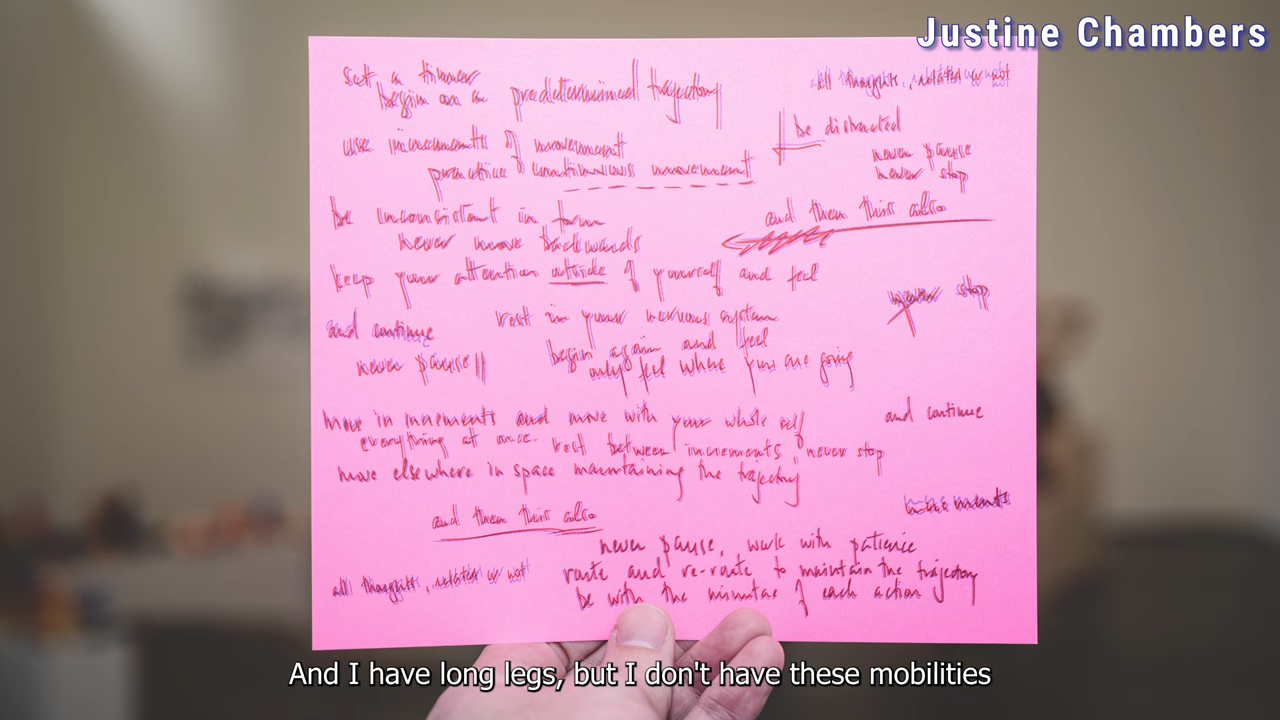 Justine Chambers
set a timer
begin on a predetermined trajectory
all thoughts, related or not
use increments of movement
be distracted
practice continuous movement
never pause
never stop
be inconsistent in form
and then this also
never move backwards
keep your attention outside of yourself and feel
never stop
and continue
rest in your nervous system
never pause
begin again and feel
only feel where you are going
move in increments and move with your whole self
and continue
everything at once. rest between increments, never stop
move elsewhere in space maintaining the trajectory
and then this also
never pause, work with patience
all thoughts, related or not
route and re-route to maintain the trajectory
be with the minutae of each action
And I have long legs, but I don't have these mobilities